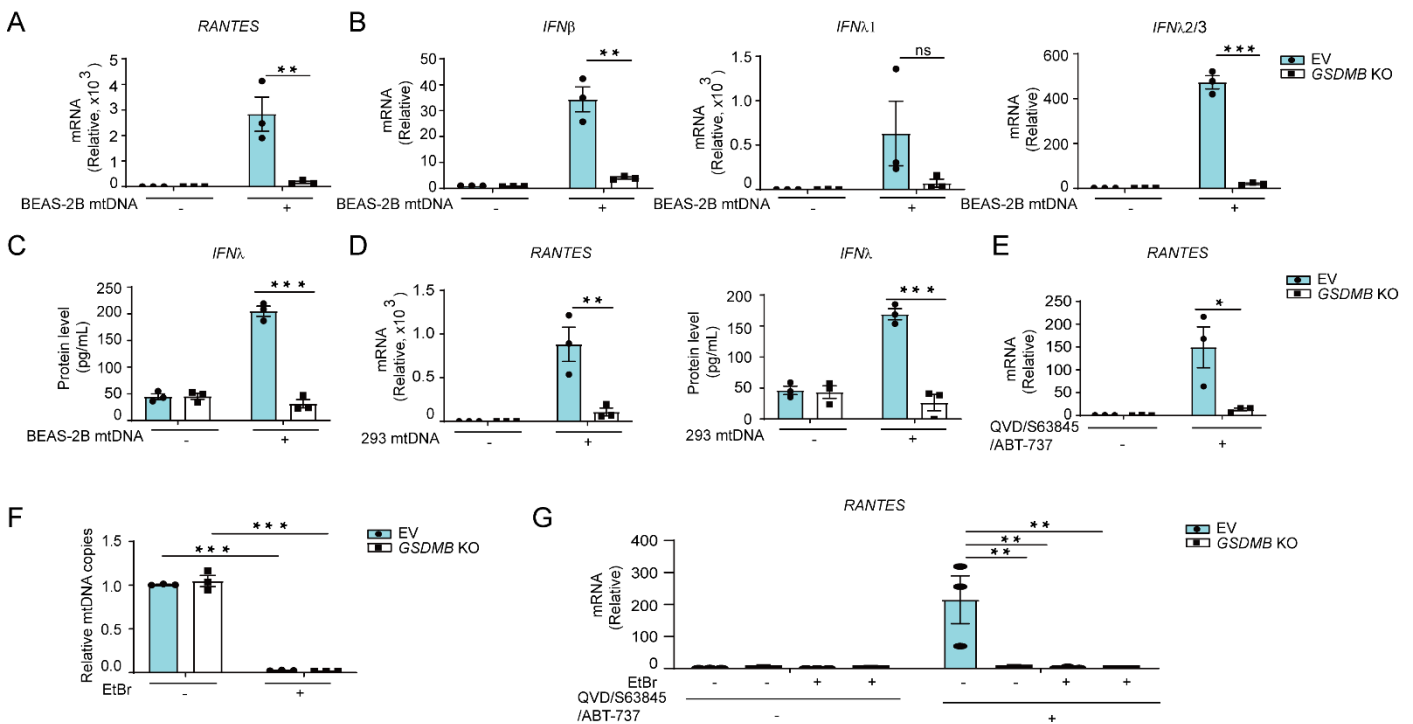 A
RANTES
mRNA
(Relative, x10³)
5
4
3
2
1
0
**
BEAS-2B mtDNA
-
+
B
IFNβ
mRNA
(Relative)
50
40
30
20
10
0
**
BEAS-2B mtDNA
-
+
IFNλ1
mRNA
(Relative, x10³)
1.5
1.0
0.5
0
ns
BEAS-2B mtDNA
-
+
IFNλ2/3
mRNA
(Relative)
600
400
200
0
***
BEAS-2B mtDNA
-
+
EV
GSDMB KO
C
IFNλ
Protein level
(pg/mL)
250
200
150
100
50
0
***
BEAS-2B mtDNA
-
+
D
RANTES
mRNA
(Relative, x10³)
1.5
1.0
0.5
0
**
293 mtDNA
-
+
IFNλ
Protein level
(pg/mL)
200
150
100
50
0
***
293 mtDNA
-
+
E
RANTES
mRNA
(Relative)
250
200
150
100
50
0
*
QVD/S63845
/ABT-737
-
+
EV
GSDMB KO
F
Relative mtDNA copies
1.5
1.0
0.5
0.0
***
***
EtBr
-
+
EV
GSDMB KO
G
RANTES
mRNA
(Relative)
400
300
200
100
0
**
**
**
EtBr
- - + + - - + +
QVD/S63845
/ABT-737
-
+
EV
GSDMB KO